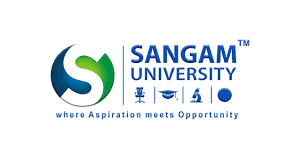 S
SANGAM™
UNIVERSITY
where Aspiration meets Opportunity